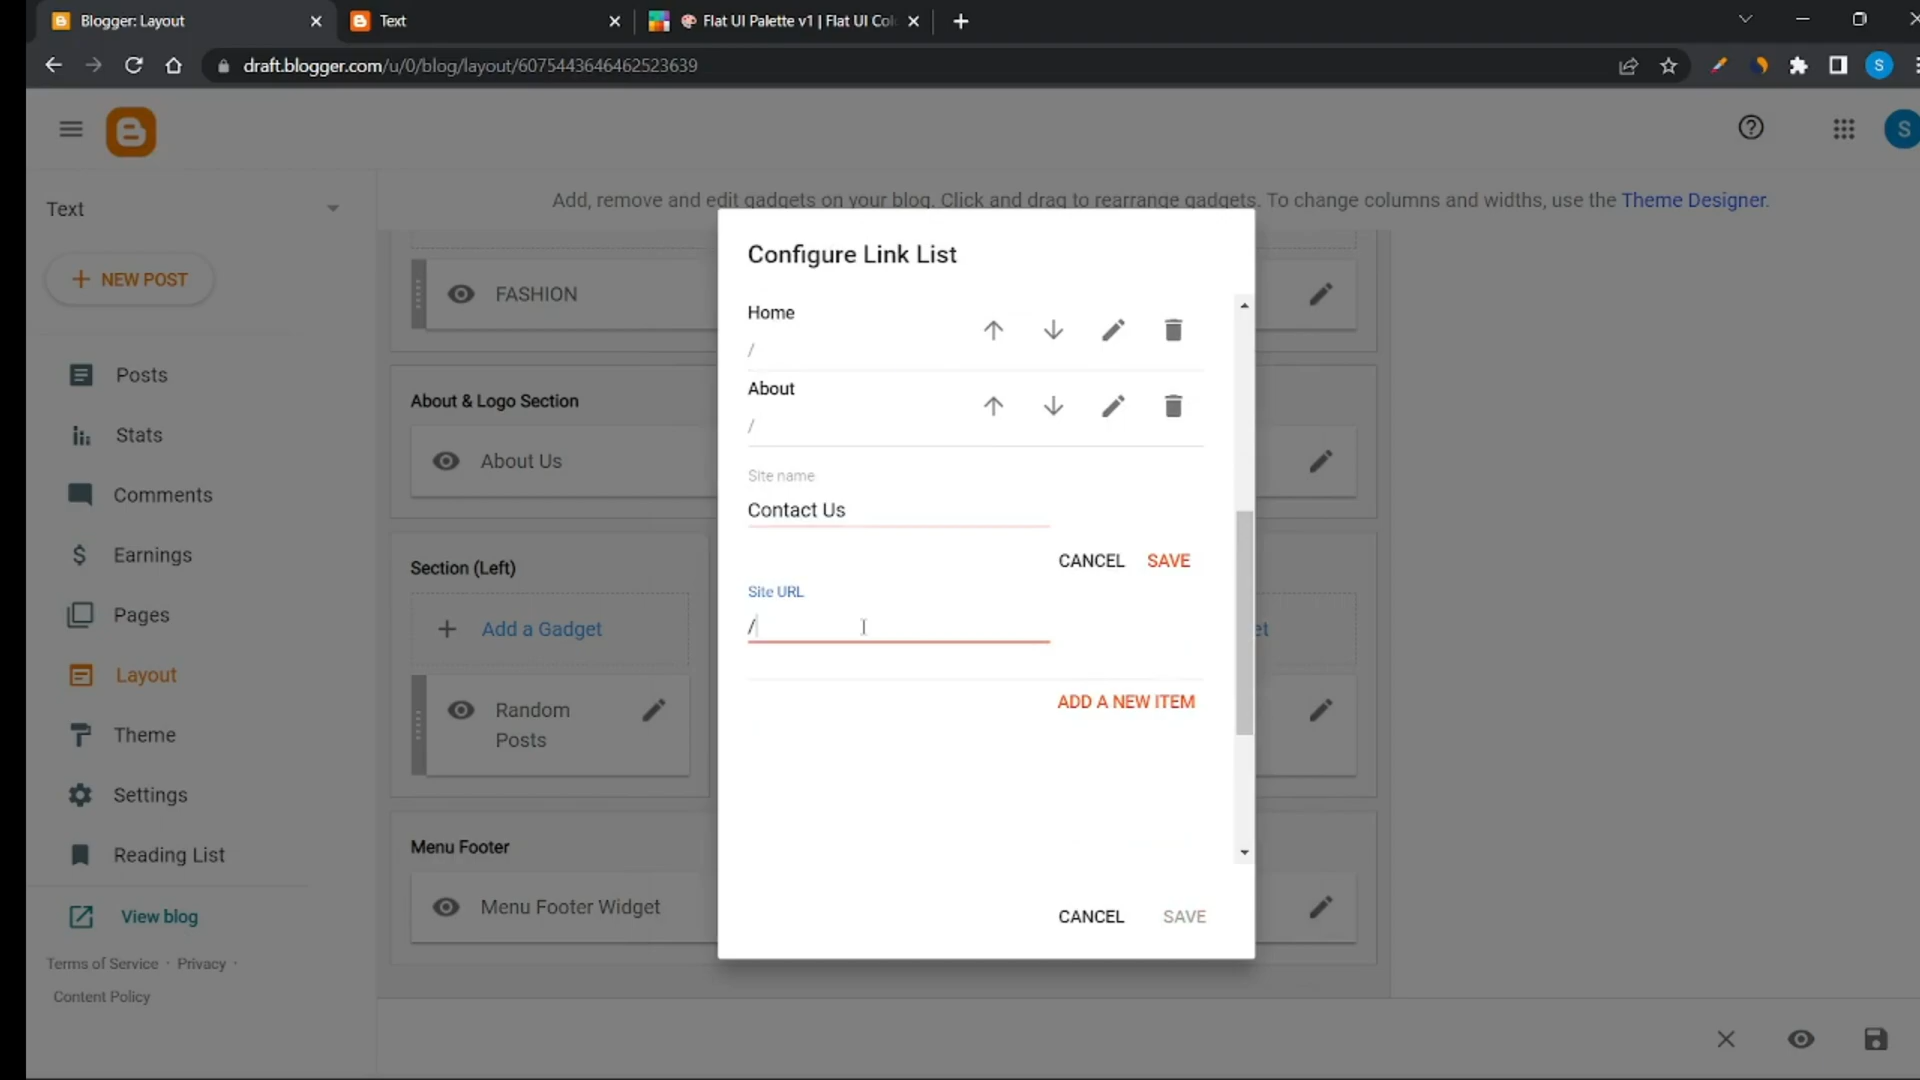 Blogger: Layout
Text
Flat UI Palette v1 | Flat UI Col
draft.blogger.com/u/0/blog/layout/6075443646462523639
S
S
Add, remove and edit gadgets on your blog. Click and drag to rearrange gadgets. To change columns and widths, use the Theme Designer.
Text
NEW POST
Posts
Stats
Comments
Earnings
Pages
Layout
Theme
Settings
Reading List
View blog
Terms of Service · Privacy ·
Content Policy
FASHION
About & Logo Section
About Us
Section (Left)
Add a Gadget
et
Random
Posts
Menu Footer
Menu Footer Widget
Configure Link List
Home
/
About
/
Site name
Contact Us
CANCEL SAVE
Site URL
/
ADD A NEW ITEM
CANCEL SAVE